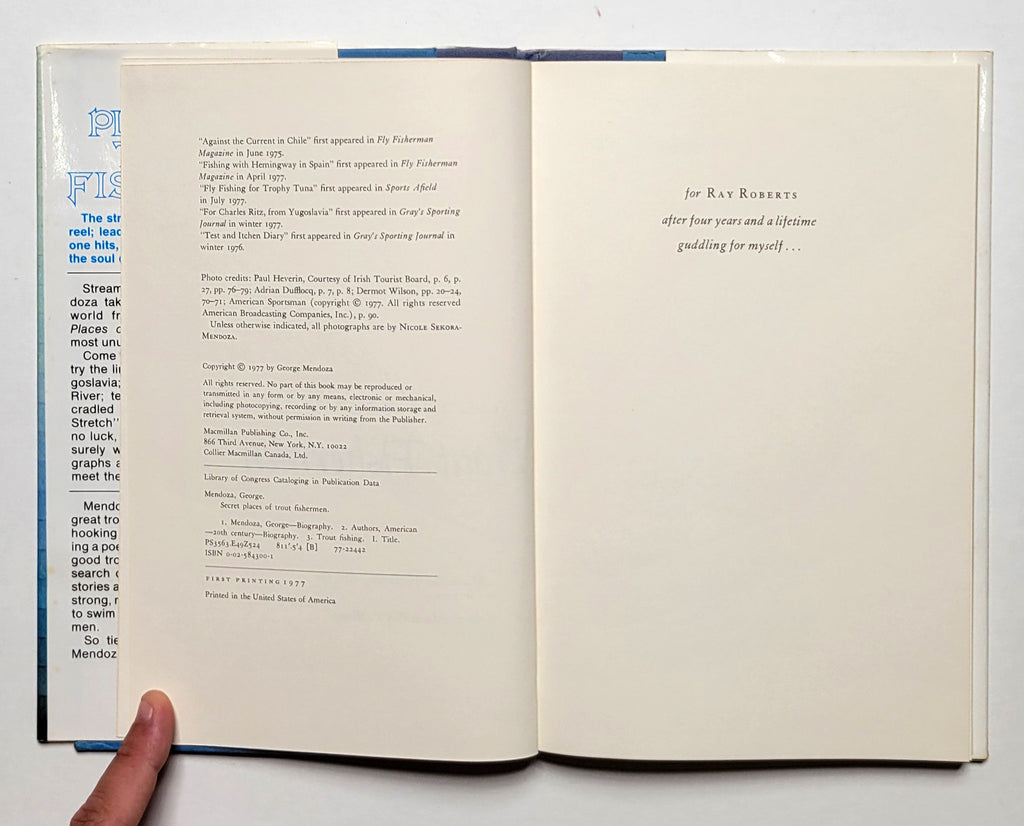 PL
FIS
The str
reel; leac
one hits,
the soul
Stream
doza tak
world fr
Places o
most unu
Come
try the li
goslavia;
River; te
cradled
Stretch"
no luck,
surely w
graphs a
meet the
Mendo
great tro
hooking
ing a poe
good tro
search
stories a
strong, r
to swim
men.
So tie
Mendoz
"Against the Current in Chile" first appeared in Fly Fisherman
Magazine in June 1975.
"Fishing with Hemingway in Spain" first appeared in Fly Fisherman
Magazine in April 1977.
"Fly Fishing for Trophy Tuna" first appeared in Sports Afield
in July 1977.
"For Charles Ritz, from Yugoslavia" first appeared in Gray's Sporting
Journal in winter 1977.
"Test and Itchen Diary" first appeared in Gray's Sporting Journal in
winter 1976.
Photo credits: Paul Heverin, Courtesy of Irish Tourist Board, p. 6, p.
27, pp. 76–79; Adrian Dufflocq, p. 7, p. 8; Dermot Wilson, pp. 20–24,
70–71; American Sportsman (copyright © 1977. All rights reserved
American Broadcasting Companies, Inc.), p. 90.
Unless otherwise indicated, all photographs are by NICOLE SEKORA-
MENDOZA.
Copyright © 1977 by George Mendoza
All rights reserved. No part of this book may be reproduced or
transmitted in any form or by any means, electronic or mechanical,
including photocopying, recording or by any information storage and
retrieval system, without permission in writing from the Publisher.
Macmillan Publishing Co., Inc.
866 Third Avenue, New York, N.Y. 10022
Collier Macmillan Canada, Ltd.
Library of Congress Cataloging in Publication Data
Mendoza, George.
Secret places of trout fishermen.
1. Mendoza, George—Biography. 2. Authors, American
—20th century—Biography. 3. Trout fishing. I. Title.
PS3563.E49Z524 811'.5'4 [B] 77-22442
ISBN 0-02-584300-1
FIRST PRINTING 1977
Printed in the United States of America
for RAY ROBERTS
after four years and a lifetime
guddling for myself . . .